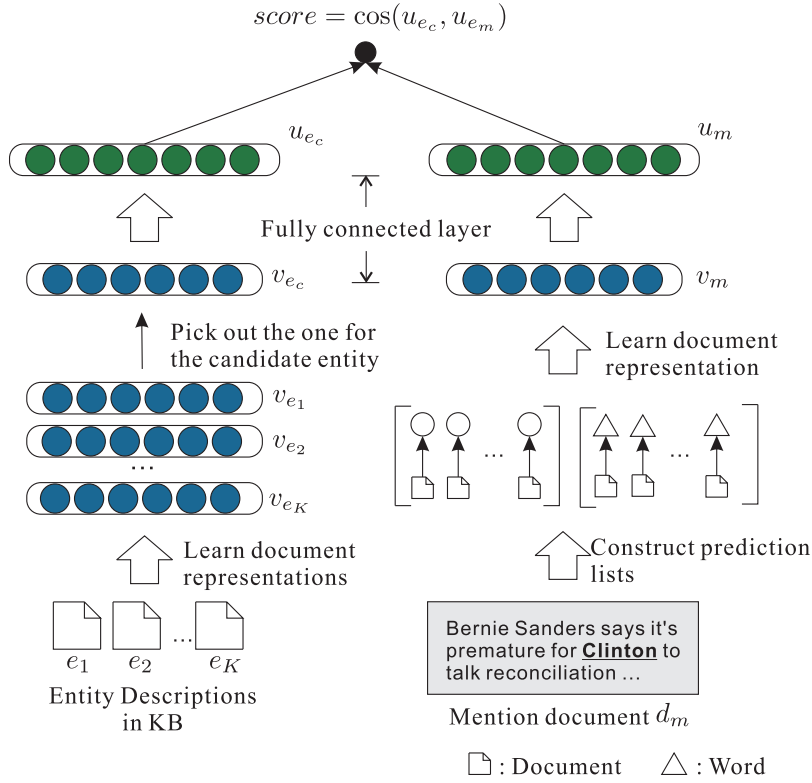 score = cos(u_{e_c}, u_{e_m})
u_{e_c}
u_m
Fully connected layer
v_{e_c}
v_m
Pick out the one for
the candidate entity
Learn document
representation
v_{e_1}
v_{e_2}
...
v_{e_K}
...
...
Learn document
representations
Construct prediction
lists
e_1 e_2 ... e_K
Entity Descriptions
in KB
Bernie Sanders says it's
premature for Clinton to
talk reconciliation ...
Mention document d_m
: Document : Word